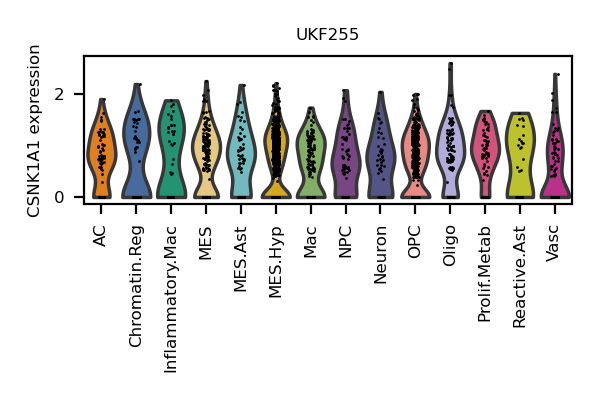 UKF255
CSNK1A1 expression
2
0
AC
Chromatin.Reg
Inflammatory.Mac
MES
MES.Ast
MES.Hyp
Mac
NPC
Neuron
OPC
Oligo
Prolif.Metab
Reactive.Ast
Vasc